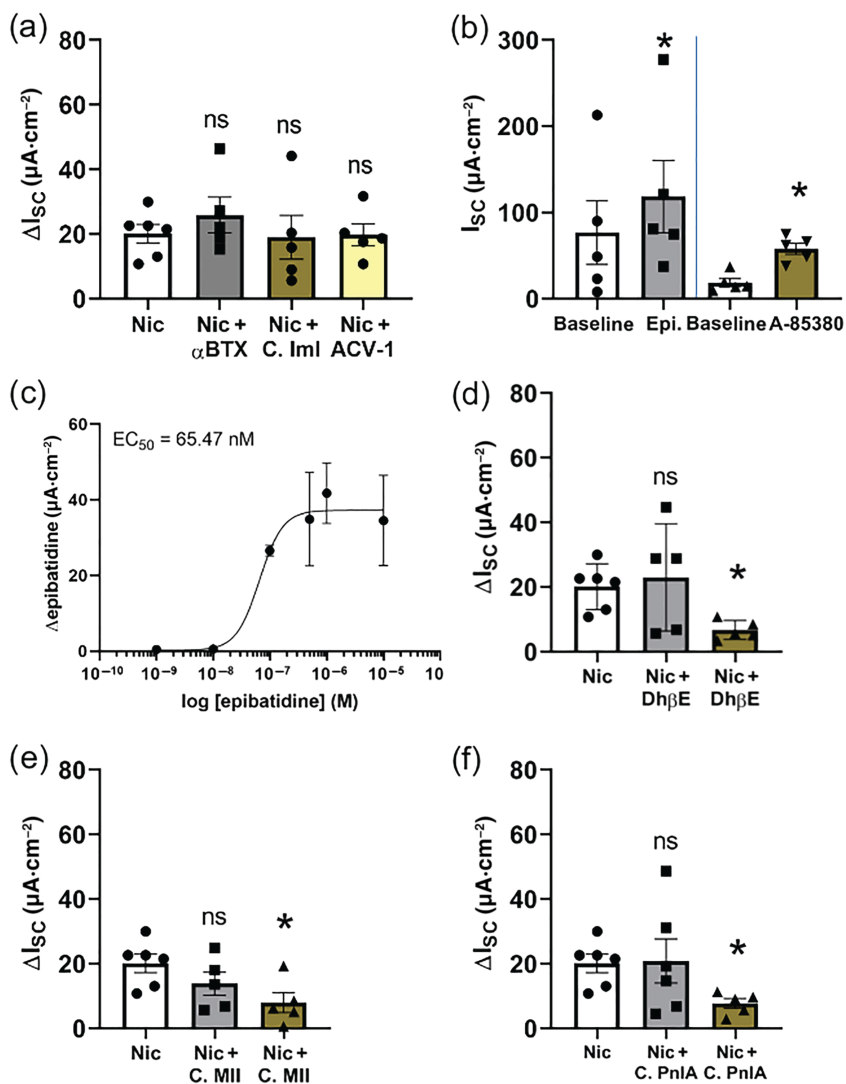 (a)
80
60
40
20
0
ΔISC (µA·cm−2)
ns
ns
ns
Nic
Nic +
αBTX
Nic +
C. ImI
Nic +
ACV-1
(b)
300
200
100
0
ISC (µA·cm−2)
*
*
Baseline
Epi.
Baseline
A-85380
(c)
60
40
20
0
Δepibatidine (µA·cm−2)
EC50 = 65.47 nM
10−10
10−9
10−8
10−7
10−6
10−5
10
log [epibatidine] (M)
(d)
80
60
40
20
0
ΔISC (µA·cm−2)
ns
*
Nic
Nic +
DhβE
Nic +
DhβE
(e)
80
60
40
20
0
ΔISC (µA·cm−2)
ns
*
Nic
Nic +
C. MII
Nic +
C. MII
(f)
80
60
40
20
0
ΔISC (µA·cm−2)
ns
*
Nic
Nic +
C. PnIA
Nic +
C. PnIA